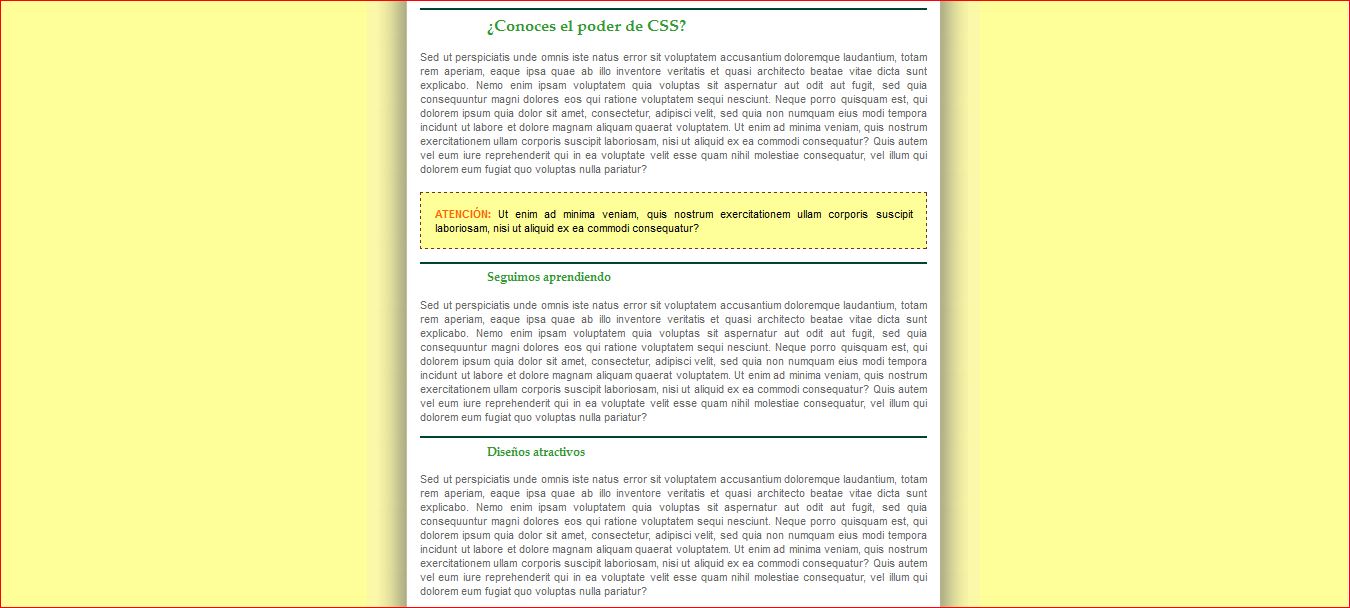 ¿Conoces el poder de CSS?
Sed ut perspiciatis unde omnis iste natus error sit voluptatem accusantium doloremque laudantium, totam
rem aperiam, eaque ipsa quae ab illo inventore veritatis et quasi architecto beatae vitae dicta sunt
explicabo. Nemo enim ipsam voluptatem quia voluptas sit aspernatur aut odit aut fugit, sed quia
consequuntur magni dolores eos qui ratione voluptatem sequi nesciunt. Neque porro quisquam est, qui
dolorem ipsum quia dolor sit amet, consectetur, adipisci velit, sed quia non numquam eius modi tempora
incidunt ut labore et dolore magnam aliquam quaerat voluptatem. Ut enim ad minima veniam, quis nostrum
exercitationem ullam corporis suscipit laboriosam, nisi ut aliquid ex ea commodi consequatur? Quis autem
vel eum iure reprehenderit qui in ea voluptate velit esse quam nihil molestiae consequatur, vel illum qui
dolorem eum fugiat quo voluptas nulla pariatur?
ATENCIÓN: Ut enim ad minima veniam, quis nostrum exercitationem ullam corporis suscipit
laboriosam, nisi ut aliquid ex ea commodi consequatur?
Seguimos aprendiendo
Sed ut perspiciatis unde omnis iste natus error sit voluptatem accusantium doloremque laudantium, totam
rem aperiam, eaque ipsa quae ab illo inventore veritatis et quasi architecto beatae vitae dicta sunt
explicabo. Nemo enim ipsam voluptatem quia voluptas sit aspernatur aut odit aut fugit, sed quia
consequuntur magni dolores eos qui ratione voluptatem sequi nesciunt. Neque porro quisquam est, qui
dolorem ipsum quia dolor sit amet, consectetur, adipisci velit, sed quia non numquam eius modi tempora
incidunt ut labore et dolore magnam aliquam quaerat voluptatem. Ut enim ad minima veniam, quis nostrum
exercitationem ullam corporis suscipit laboriosam, nisi ut aliquid ex ea commodi consequatur? Quis autem
vel eum iure reprehenderit qui in ea voluptate velit esse quam nihil molestiae consequatur, vel illum qui
dolorem eum fugiat quo voluptas nulla pariatur?
Diseños atractivos
Sed ut perspiciatis unde omnis iste natus error sit voluptatem accusantium doloremque laudantium, totam
rem aperiam, eaque ipsa quae ab illo inventore veritatis et quasi architecto beatae vitae dicta sunt
explicabo. Nemo enim ipsam voluptatem quia voluptas sit aspernatur aut odit aut fugit, sed quia
consequuntur magni dolores eos qui ratione voluptatem sequi nesciunt. Neque porro quisquam est, qui
dolorem ipsum quia dolor sit amet, consectetur, adipisci velit, sed quia non numquam eius modi tempora
incidunt ut labore et dolore magnam aliquam quaerat voluptatem. Ut enim ad minima veniam, quis nostrum
exercitationem ullam corporis suscipit laboriosam, nisi ut aliquid ex ea commodi consequatur? Quis autem
vel eum iure reprehenderit qui in ea voluptate velit esse quam nihil molestiae consequatur, vel illum qui
dolorem eum fugiat quo voluptas nulla pariatur?